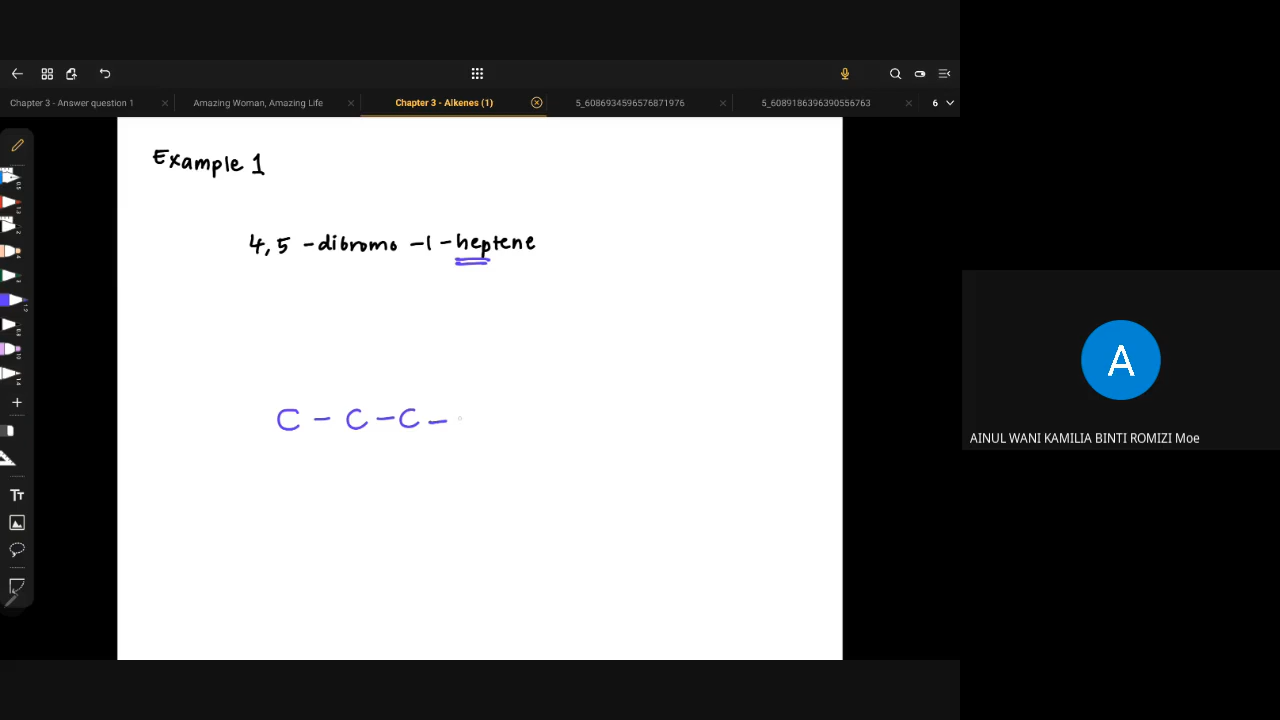 Chapter 3 - Answer question 1
Amazing Woman, Amazing Life
Chapter 3 - Alkenes (1)
5_6086934596576871976
5_6089186396390556763
6
Example 1
4,5 -dibromo -1 -heptene
C - C - C -
Tт
A
AINUL WANI KAMILIA BINTI ROMIZI Moe